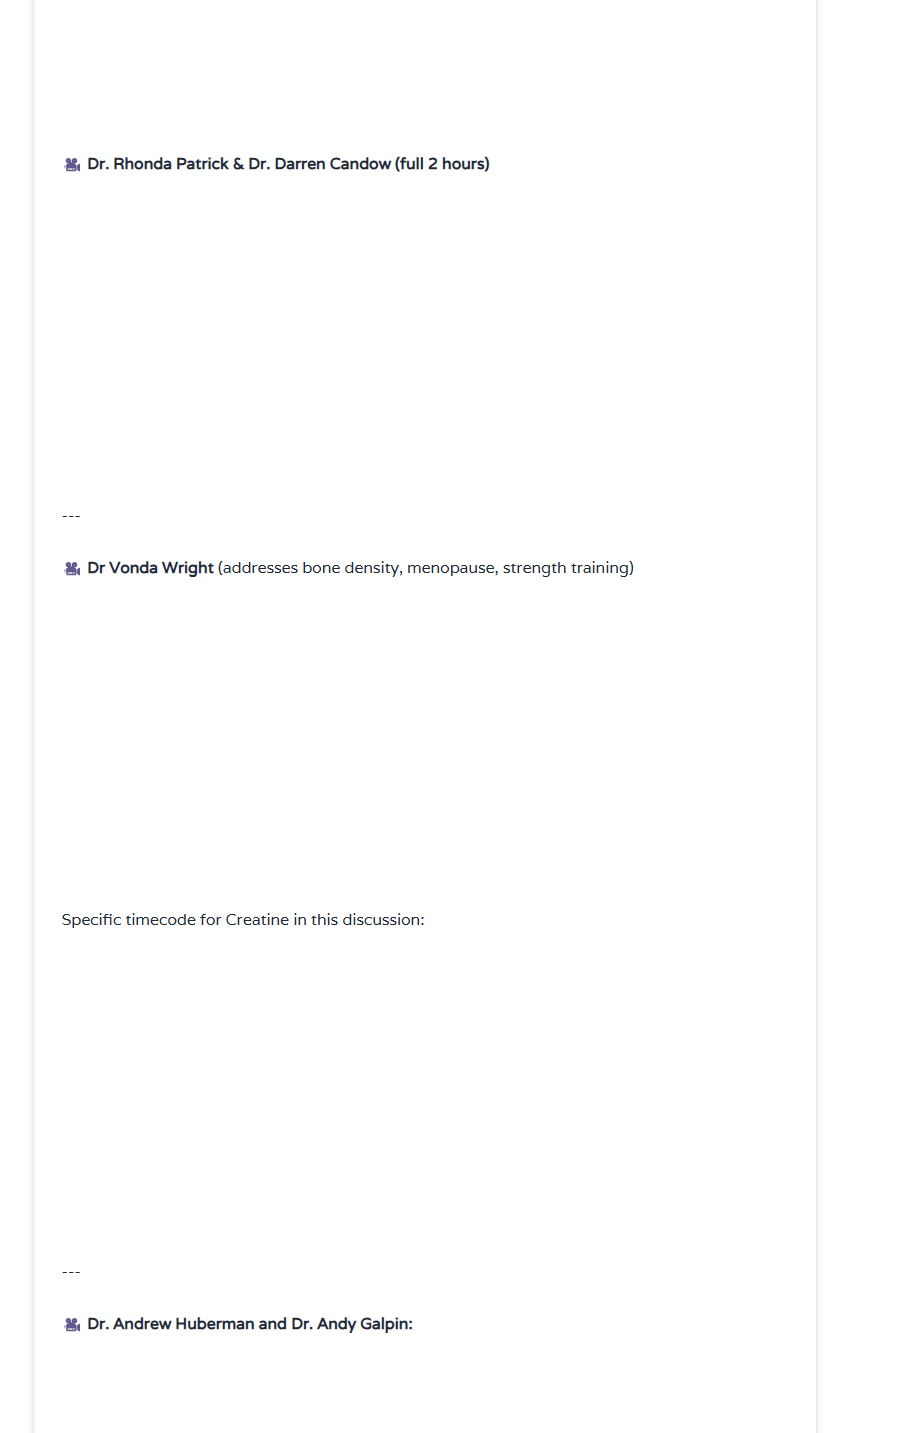 🎥 Dr. Rhonda Patrick & Dr. Darren Candow (full 2 hours)
---
🎥 Dr Vonda Wright (addresses bone density, menopause, strength training)
Specific timecode for Creatine in this discussion:
---
🎥 Dr. Andrew Huberman and Dr. Andy Galpin: